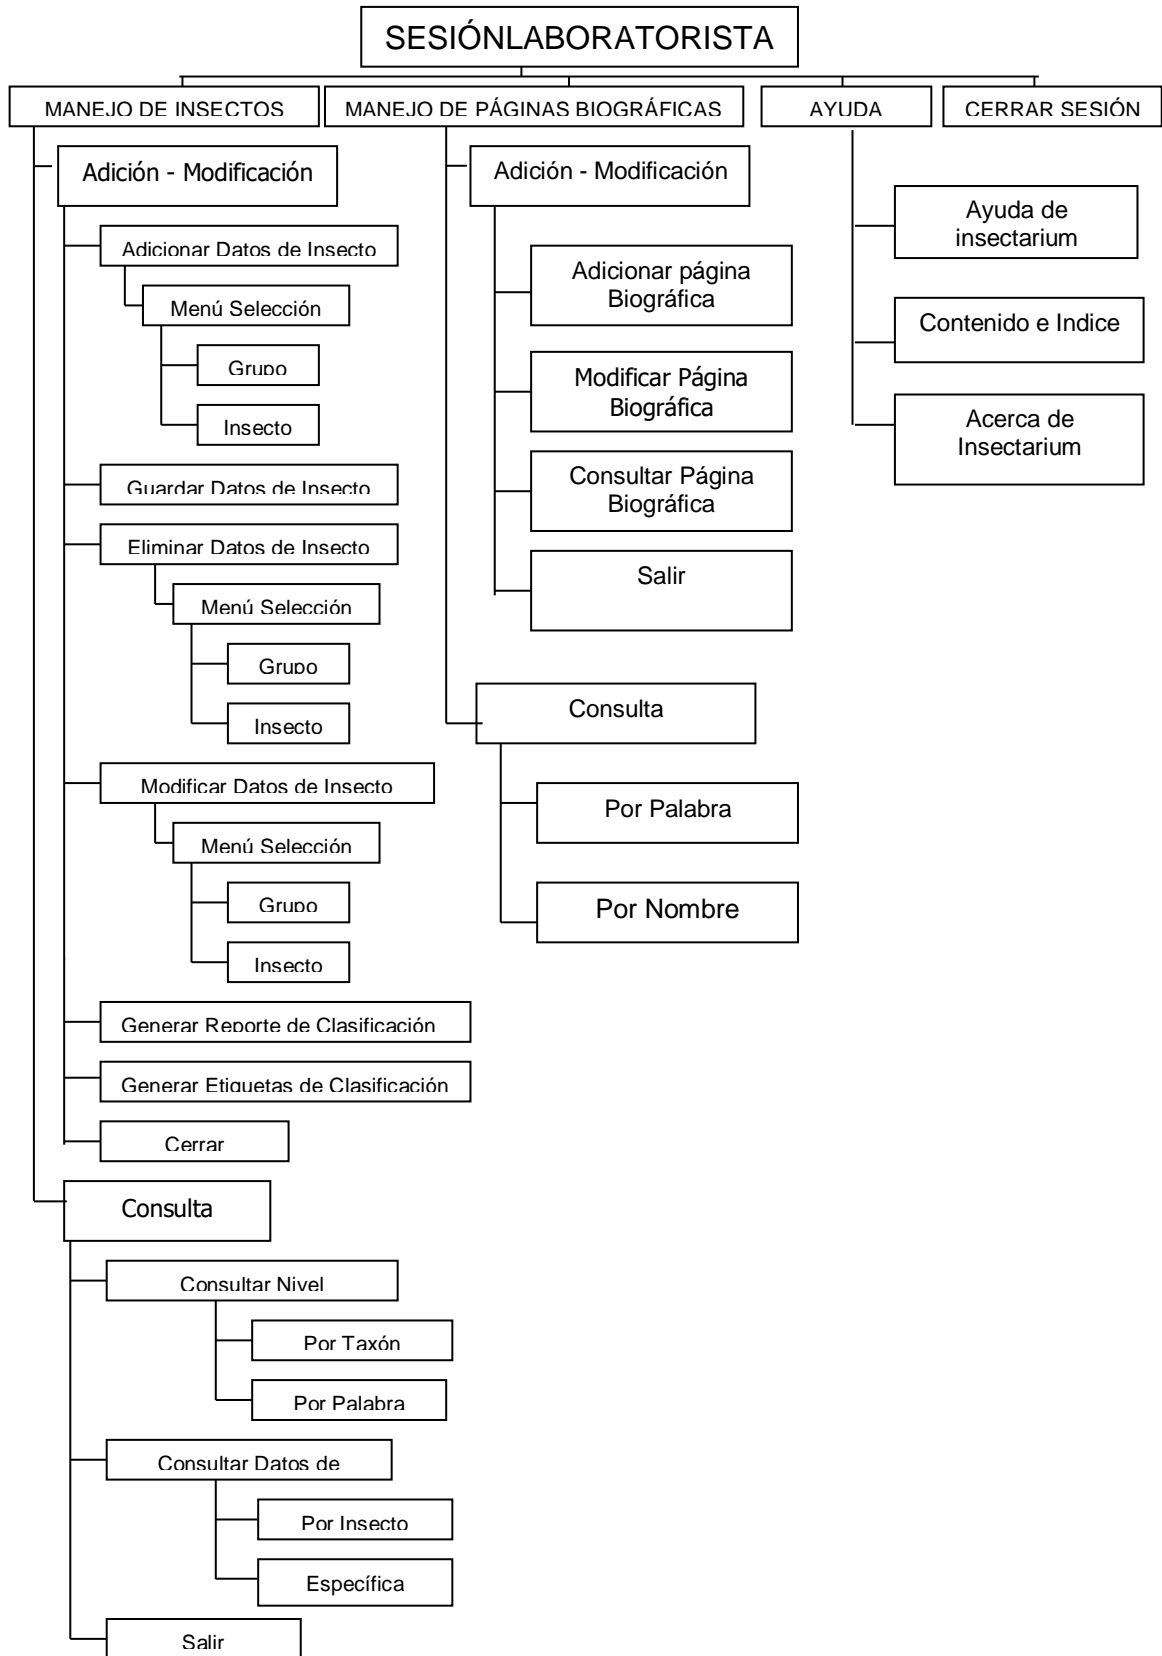 SESIÓNLABORATORISTA
MANEJO DE INSECTOS
MANEJO DE PÁGINAS BIOGRÁFICAS
AYUDA
CERRAR SESIÓN
Adición - Modificación
Adicionar Datos de Insecto
Menú Selección
Grupo
Insecto
Guardar Datos de Insecto
Eliminar Datos de Insecto
Menú Selección
Grupo
Insecto
Modificar Datos de Insecto
Menú Selección
Grupo
Insecto
Generar Reporte de Clasificación
Generar Etiquetas de Clasificación
Cerrar
Consulta
Consultar Nivel
Por Taxón
Por Palabra
Consultar Datos de
Por Insecto
Específica
Salir
Adición - Modificación
Adicionar página
Biográfica
Modificar Página
Biográfica
Consultar Página
Biográfica
Salir
Consulta
Por Palabra
Por Nombre
Ayuda de
insectarium
Contenido e Indice
Acerca de
Insectarium